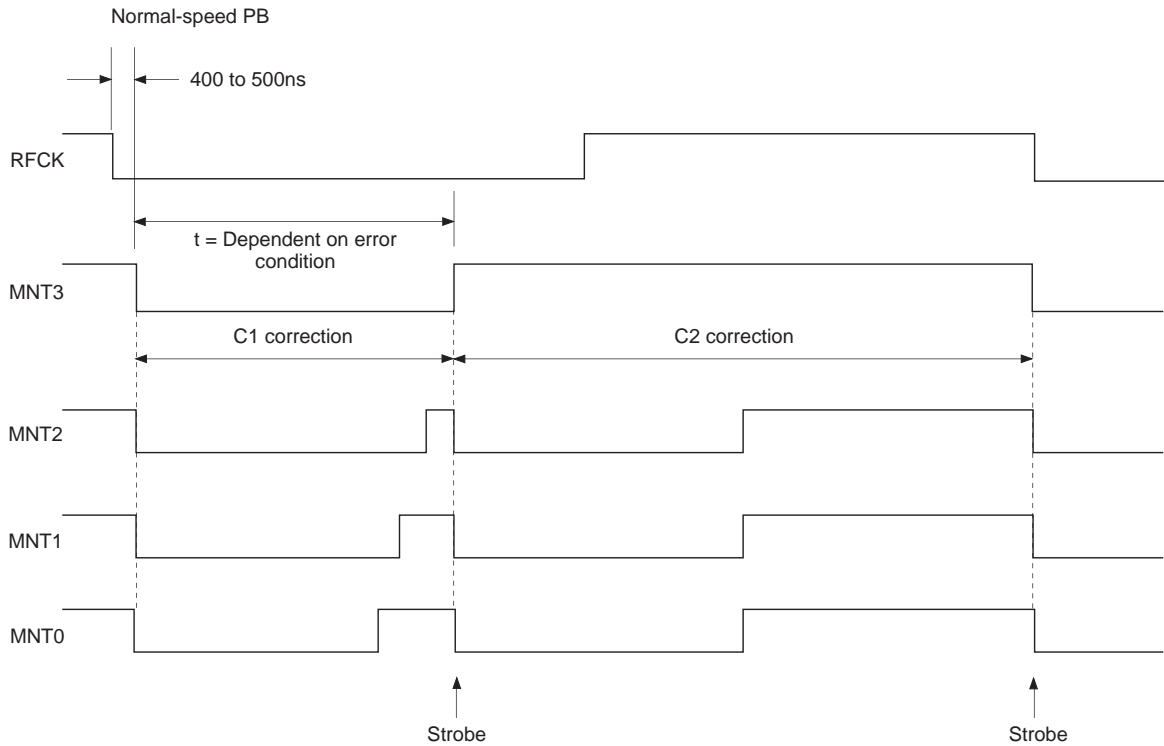 Normal-speed PB
400 to 500ns
RFCK
t = Dependent on error
condition
MNT3
C1 correction
C2 correction
MNT2
MNT1
MNT0
Strobe
Strobe